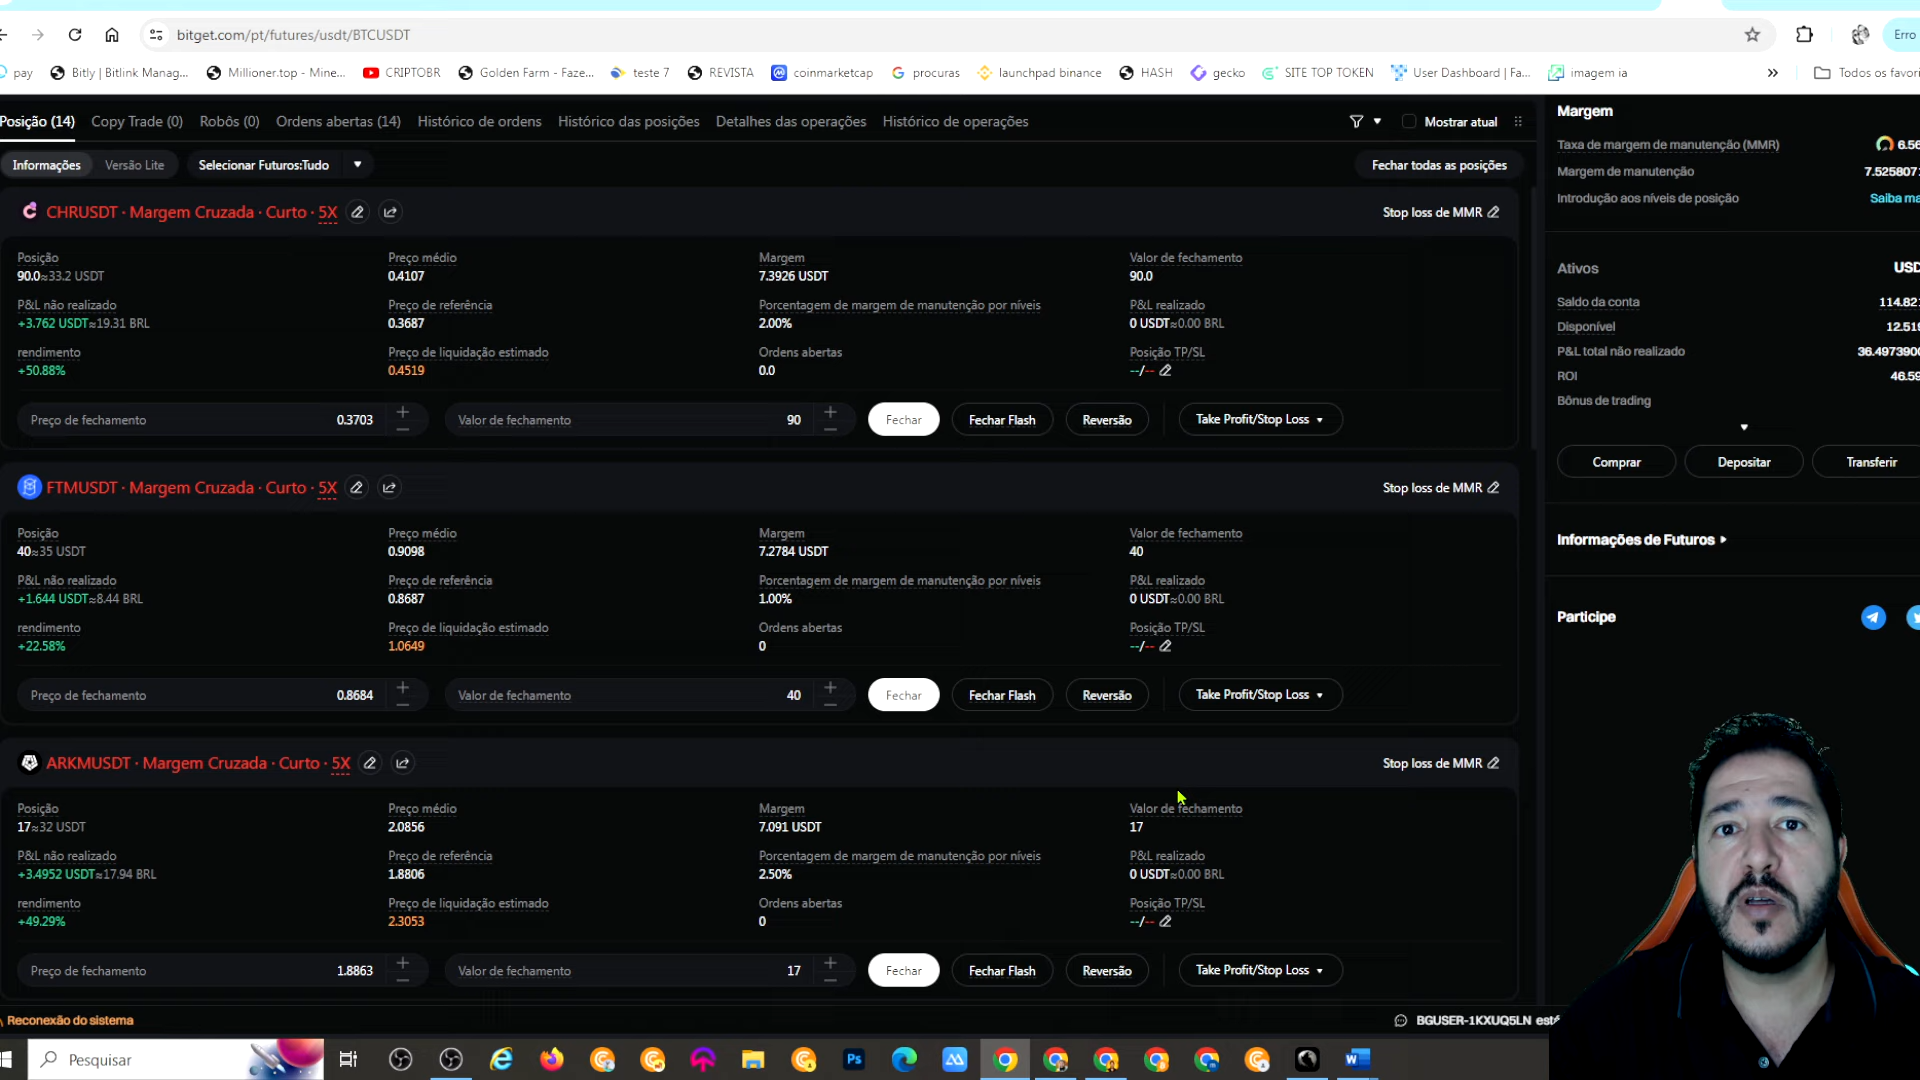 bitget.com/pt/futures/usdt/BTCUSDT
Erro
pay Bitly | Bitlink Manag... Millioner.top - Mine... CRIPTOBR Golden Farm - Faze... teste 7 REVISTA coinmarketcap procuras launchpad binance HASH gecko SITE TOP TOKEN User Dashboard | Fa... imagem ia » Todos os favori
Posição (14) Copy Trade (0) Robôs (0) Ordens abertas (14) Histórico de ordens Histórico das posições Detalhes das operações Histórico de operações Mostrar atual
Informações Versão Lite Selecionar Futuros:Tudo Fechar todas as posições
CHRUSDT · Margem Cruzada · Curto · 5X Stop loss de MMR
Posição Preço médio Margem Valor de fechamento
90.0≈33.2 USDT 0.4107 7.3926 USDT 90.0
P&L não realizado Preço de referência Porcentagem de margem de manutenção por níveis P&L realizado
+3.762 USDT≈19.31 BRL 0.3687 2.00% 0 USDT≈0.00 BRL
rendimento Preço de liquidação estimado Ordens abertas Posição TP/SL
+50.88% 0.4519 0.0 --/--
Preço de fechamento 0.3703 Valor de fechamento 90 Fechar Fechar Flash Reversão Take Profit/Stop Loss
FTMUSDT · Margem Cruzada · Curto · 5X Stop loss de MMR
Posição Preço médio Margem Valor de fechamento
40≈35 USDT 0.9098 7.2784 USDT 40
P&L não realizado Preço de referência Porcentagem de margem de manutenção por níveis P&L realizado
+1.644 USDT≈8.44 BRL 0.8687 1.00% 0 USDT≈0.00 BRL
rendimento Preço de liquidação estimado Ordens abertas Posição TP/SL
+22.58% 1.0649 0 --/--
Preço de fechamento 0.8684 Valor de fechamento 40 Fechar Fechar Flash Reversão Take Profit/Stop Loss
ARKMUSDT · Margem Cruzada · Curto · 5X Stop loss de MMR
Posição Preço médio Margem Valor de fechamento
17≈32 USDT 2.0856 7.091 USDT 17
P&L não realizado Preço de referência Porcentagem de margem de manutenção por níveis P&L realizado
+3.4952 USDT≈17.94 BRL 1.8806 2.50% 0 USDT≈0.00 BRL
rendimento Preço de liquidação estimado Ordens abertas Posição TP/SL
+49.29% 2.3053 0 --/--
Preço de fechamento 1.8863 Valor de fechamento 17 Fechar Fechar Flash Reversão Take Profit/Stop Loss
Margem
Taxa de margem de manutenção (MMR) 6.56
Margem de manutenção 7.525807
Introdução aos níveis de posição Saiba ma
Ativos USD
Saldo da conta 114.821
Disponível 12.519
P&L total não realizado 36.4973900
ROI 46.59
Bônus de trading
Comprar Depositar Transferir
Informações de Futuros
Participe
Reconexão do sistema BGUSER-1KXUQ5LN esté
Pesquisar